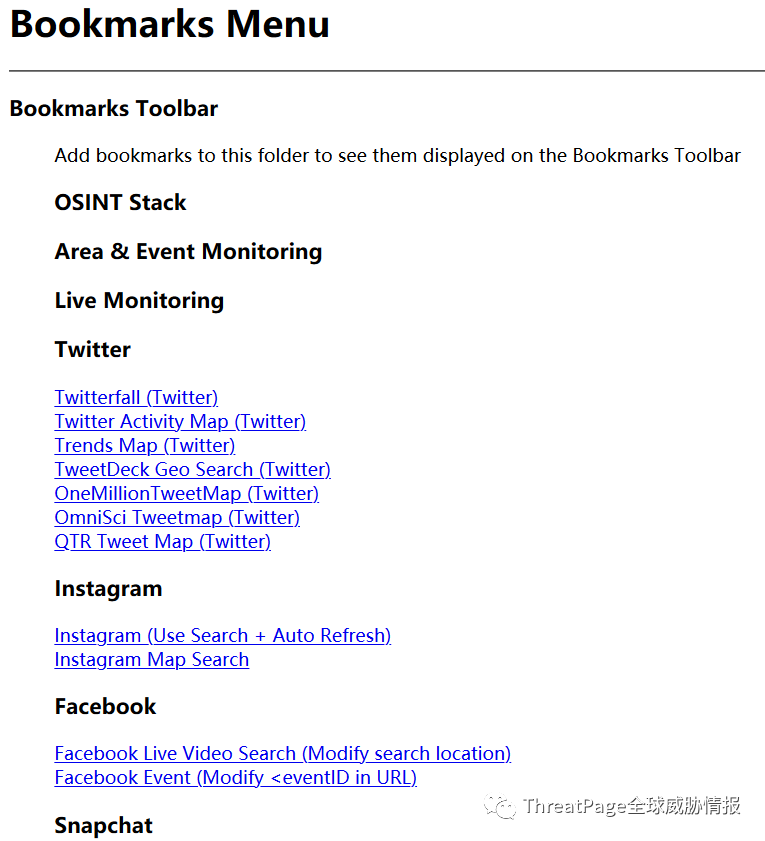 Bookmarks Menu
Bookmarks Toolbar
Add bookmarks to this folder to see them displayed on the Bookmarks Toolbar
OSINT Stack
Area & Event Monitoring
Live Monitoring
Twitter
Twitterfall (Twitter)
Twitter Activity Map (Twitter)
Trends Map (Twitter)
TweetDeck Geo Search (Twitter)
OneMillionTweetMap (Twitter)
OmniSci Tweetmap (Twitter)
QTR Tweet Map (Twitter)
Instagram
Instagram (Use Search + Auto Refresh)
Instagram Map Search
Facebook
Facebook Live Video Search (Modify search location)
Facebook Event (Modify <eventID in URL)
ThreatPage全球威胁情报
Snapchat